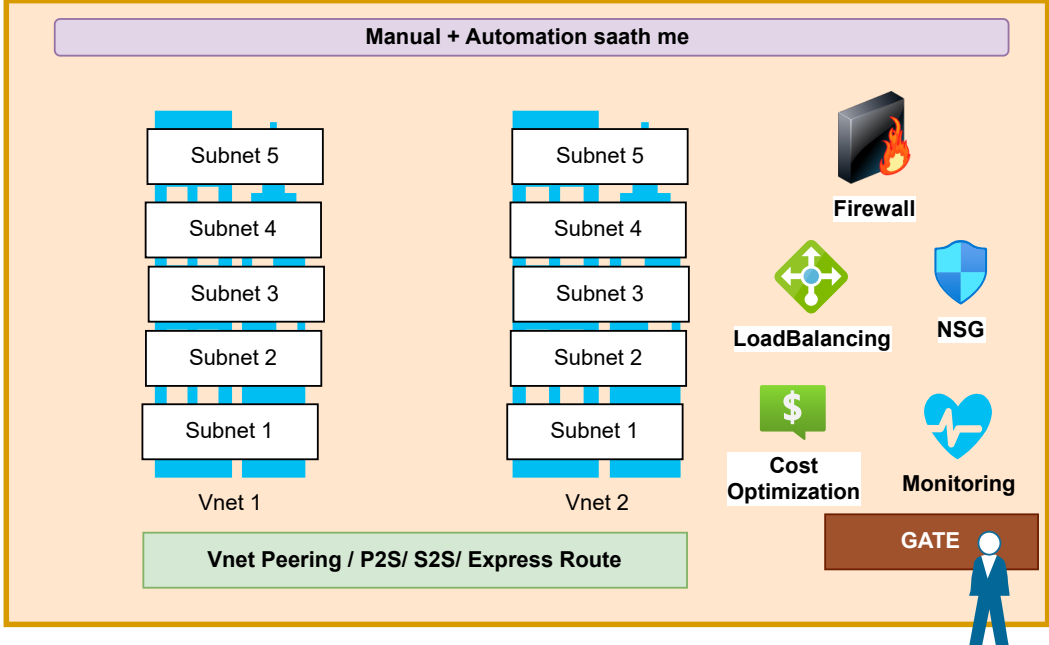 Manual + Automation saath me
Subnet 5
Subnet 4
Subnet 3
Subnet 2
Subnet 1
Vnet 1
Subnet 5
Subnet 4
Subnet 3
Subnet 2
Subnet 1
Vnet 2
Vnet Peering / P2S/ S2S/ Express Route
Firewall
LoadBalancing
NSG
$
Cost
Optimization
Monitoring
GATE